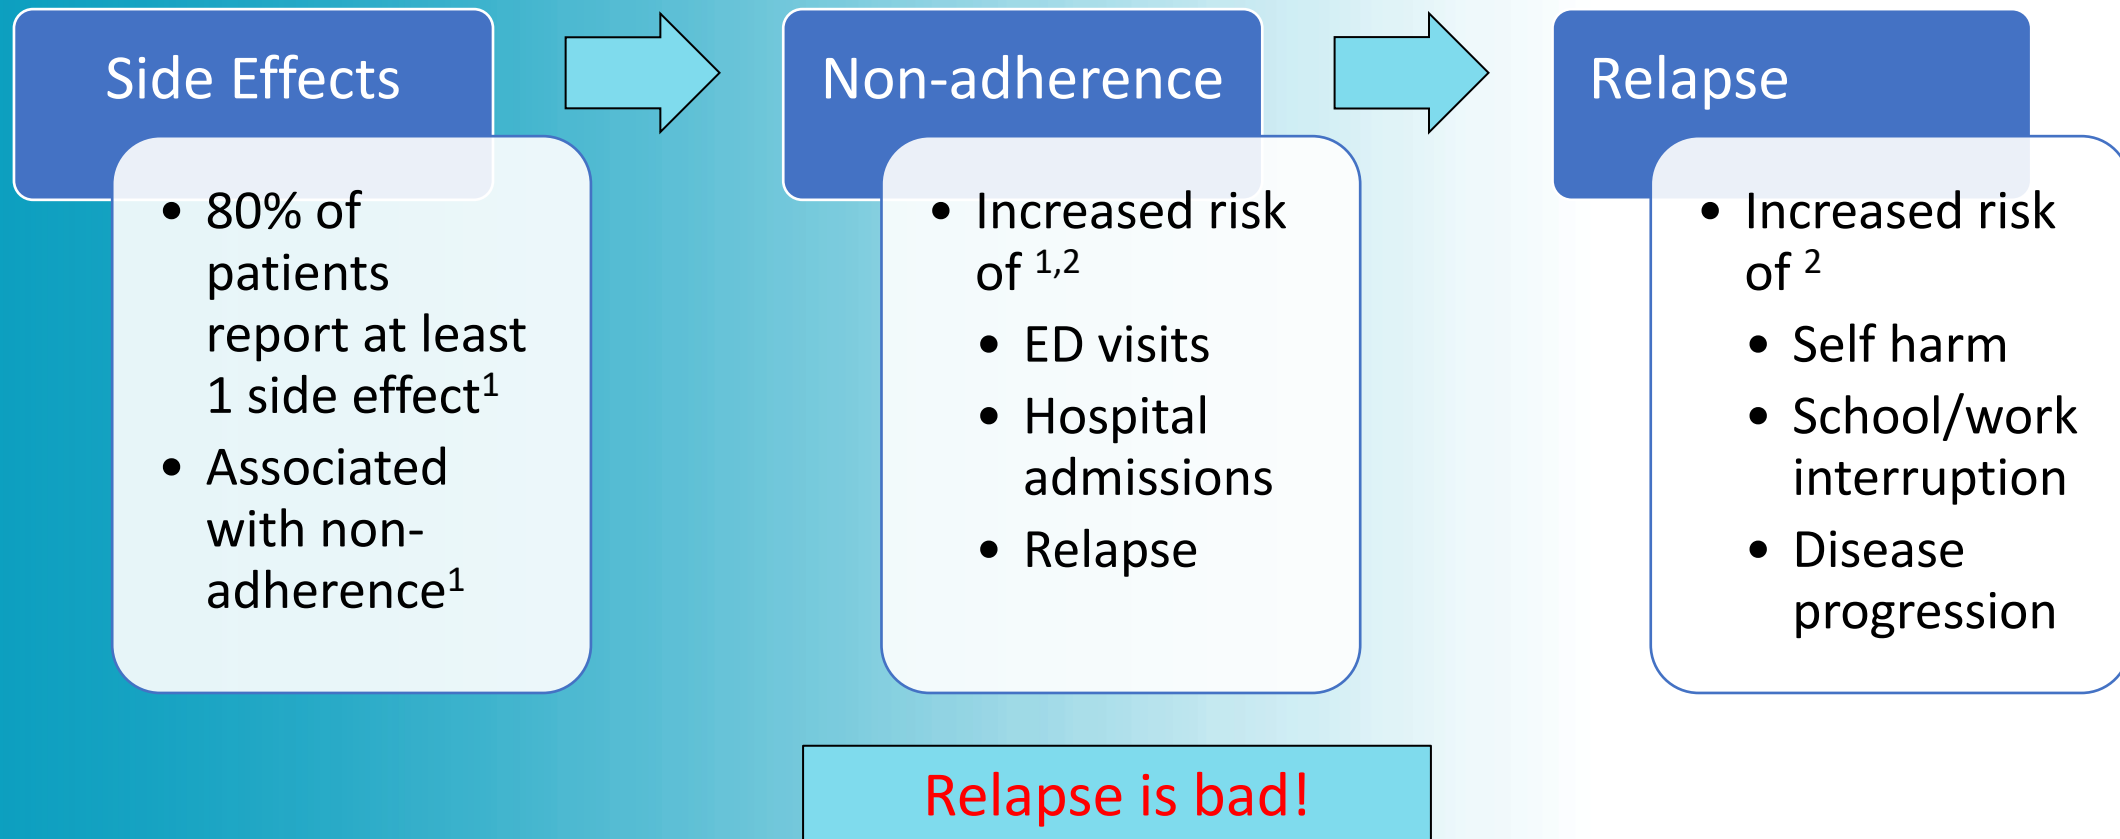 Side Effects
• 80% of
patients
report at least
1 side effect¹
• Associated
with non-
adherence¹
Non-adherence
• Increased risk
of ¹,²
• ED visits
• Hospital
admissions
• Relapse
Relapse
• Increased risk
of ²
• Self harm
• School/work
interruption
• Disease
progression
Relapse is bad!